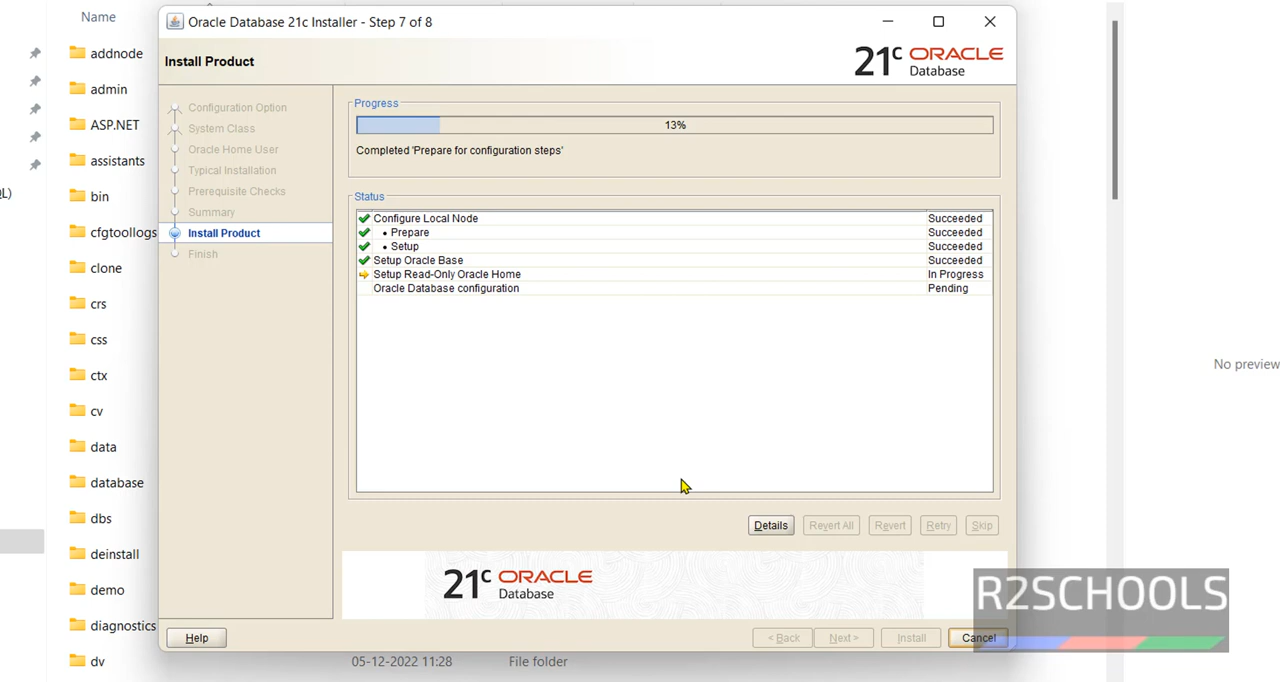 Name
addnode
admin
ASP.NET
assistants
bin
cfgtoollogs
clone
crs
css
ctx
cv
data
database
dbs
deinstall
demo
diagnostics
dv
QL)
Oracle Database 21c Installer - Step 7 of 8
Install Product
21c ORACLE
Database
Configuration Option
System Class
Oracle Home User
Typical Installation
Prerequisite Checks
Summary
Install Product
Finish
Progress
13%
Completed 'Prepare for configuration steps'
Status
Configure Local Node Succeeded
• Prepare Succeeded
• Setup Succeeded
Setup Oracle Base Succeeded
Setup Read-Only Oracle Home In Progress
Oracle Database configuration Pending
Details Revert All Revert Retry Skip
21c ORACLE
Database
Help < Back Next > Install Cancel
05-12-2022 11:28 File folder
No preview
R2SCHOOLS